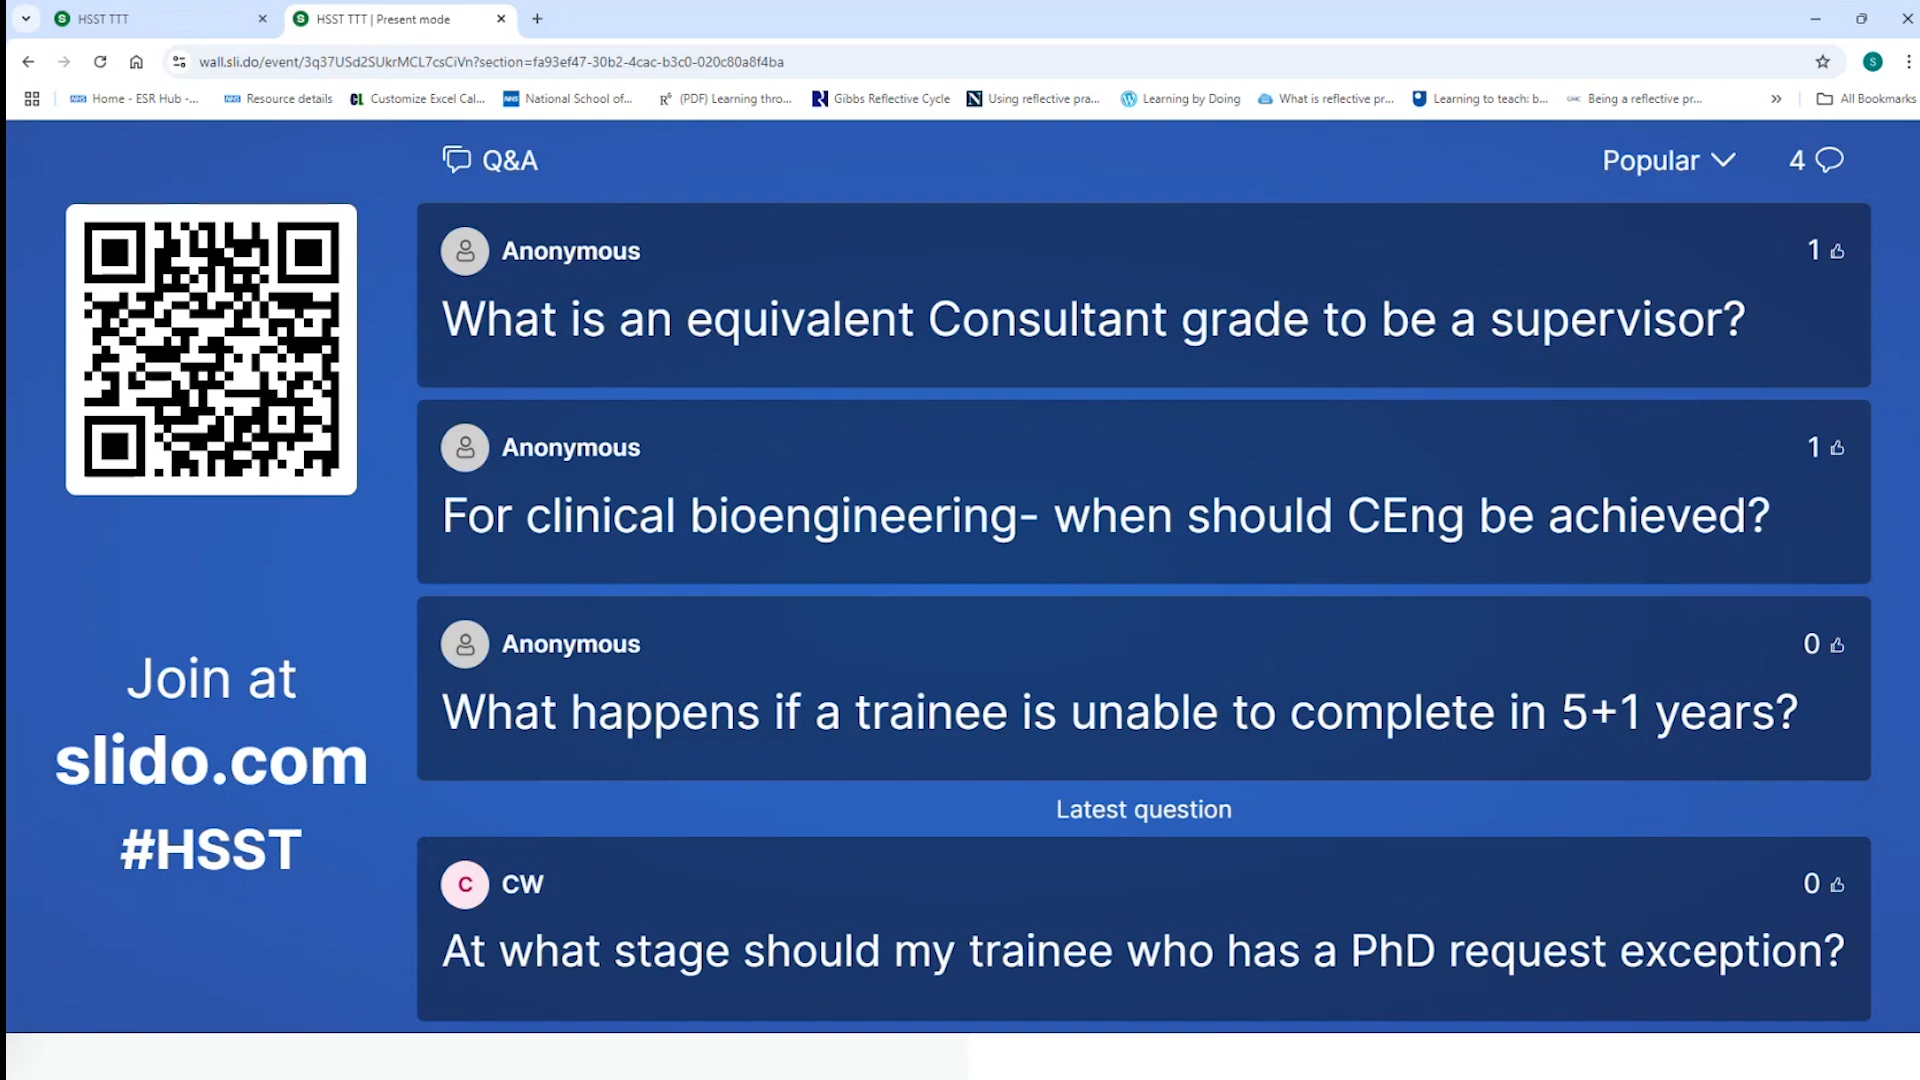 HSST TTT
HSST TTT | Present mode
wall.sli.do/event/3q37USd2SUkrMCL7csCiVn?section=fa93ef47-30b2-4cac-b3c0-020c80a8f4ba
S
Home - ESR Hub -...
Resource details
CL Customize Excel Cal...
National School of...
R⁶ (PDF) Learning thro...
Gibbs Reflective Cycle
N Using reflective pra...
Learning by Doing
What is reflective pr...
Learning to teach: b...
GMC Being a reflective pr...
All Bookmarks
Q&A
Popular
4
Anonymous
1
What is an equivalent Consultant grade to be a supervisor?
Anonymous
1
For clinical bioengineering- when should CEng be achieved?
Anonymous
0
What happens if a trainee is unable to complete in 5+1 years?
Latest question
C CW
0
At what stage should my trainee who has a PhD request exception?
Join at
slido.com
#HSST